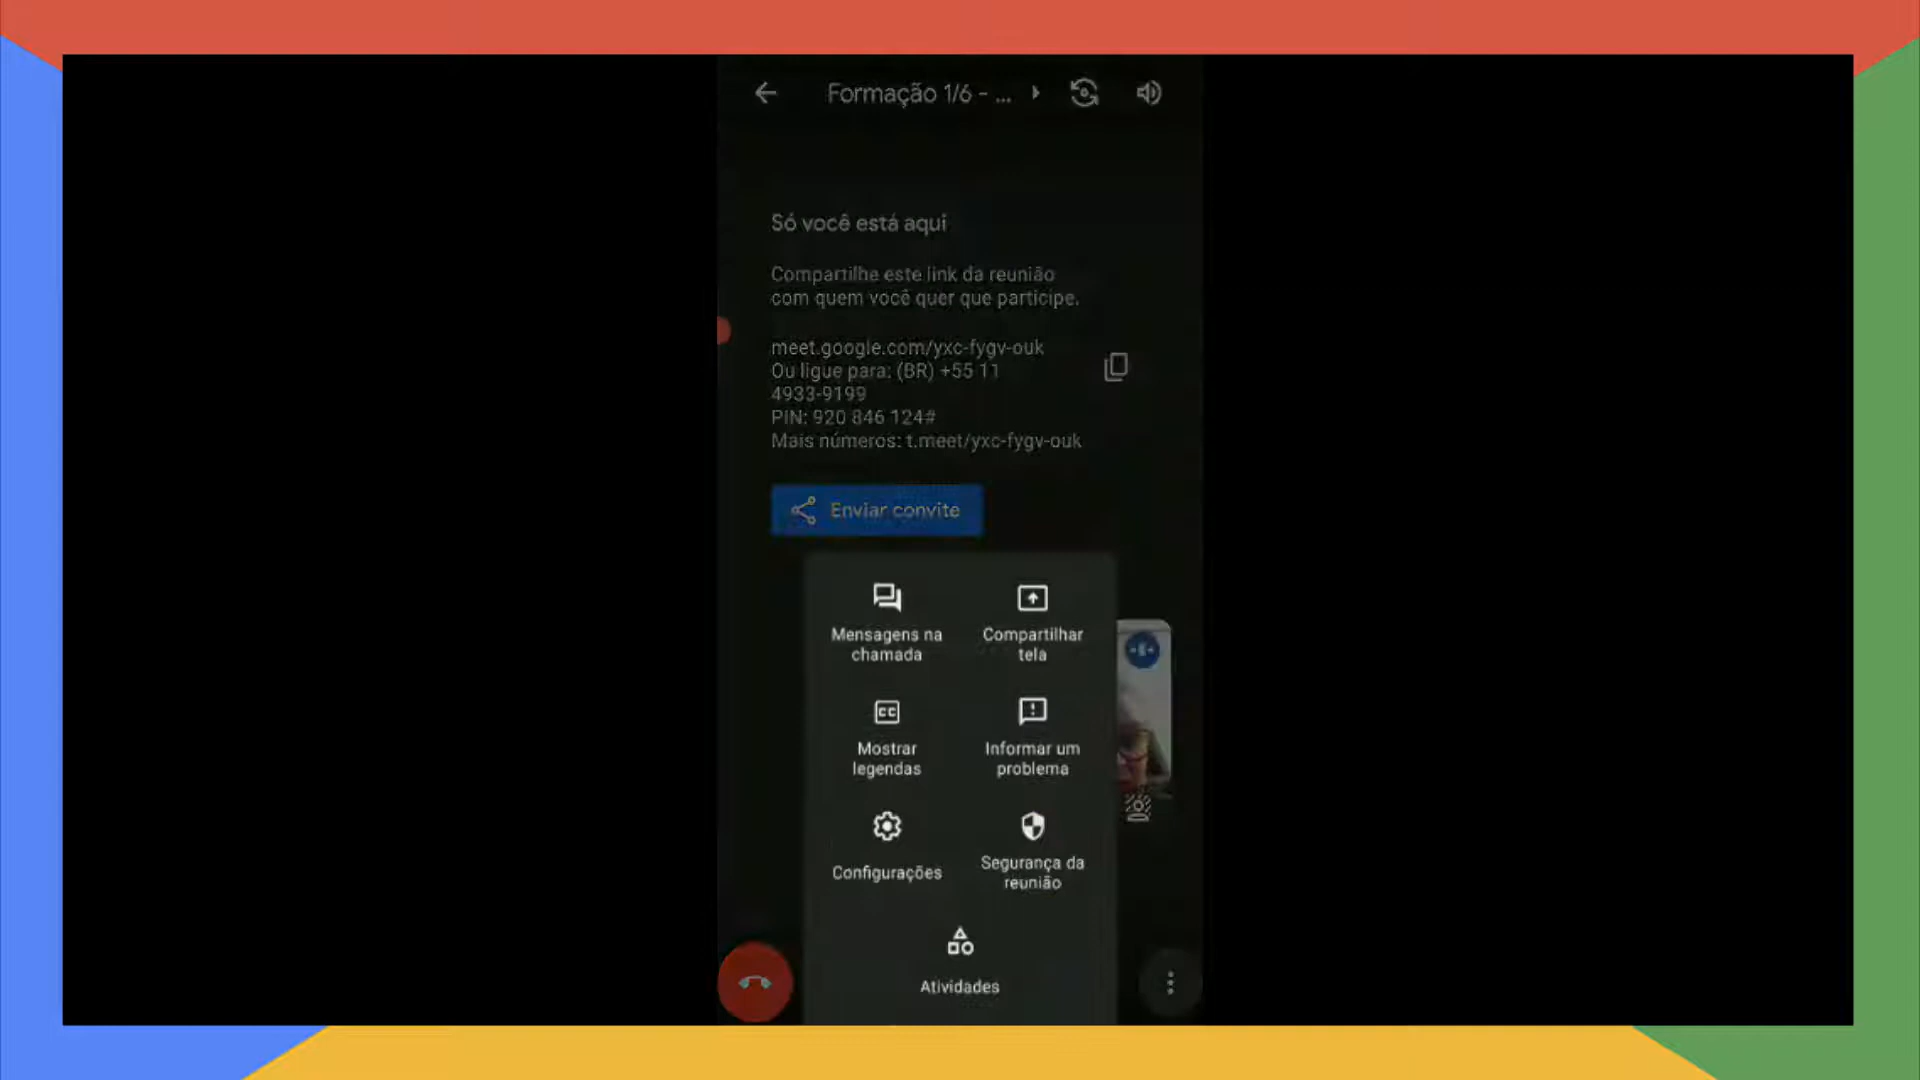 Formação 1/6 - ...
Só você está aqui
Compartilhe este link da reunião
com quem você quer que participe.
meet.google.com/yxc-fygv-ouk
Ou ligue para: (BR) +55 11
4933-9199
PIN: 920 846 124#
Mais números: t.meet/yxc-fygv-ouk
Enviar convite
Mensagens na
chamada
Compartilhar
tela
CC
Mostrar
legendas
Informar um
problema
Configurações
Segurança da
reunião
Atividades